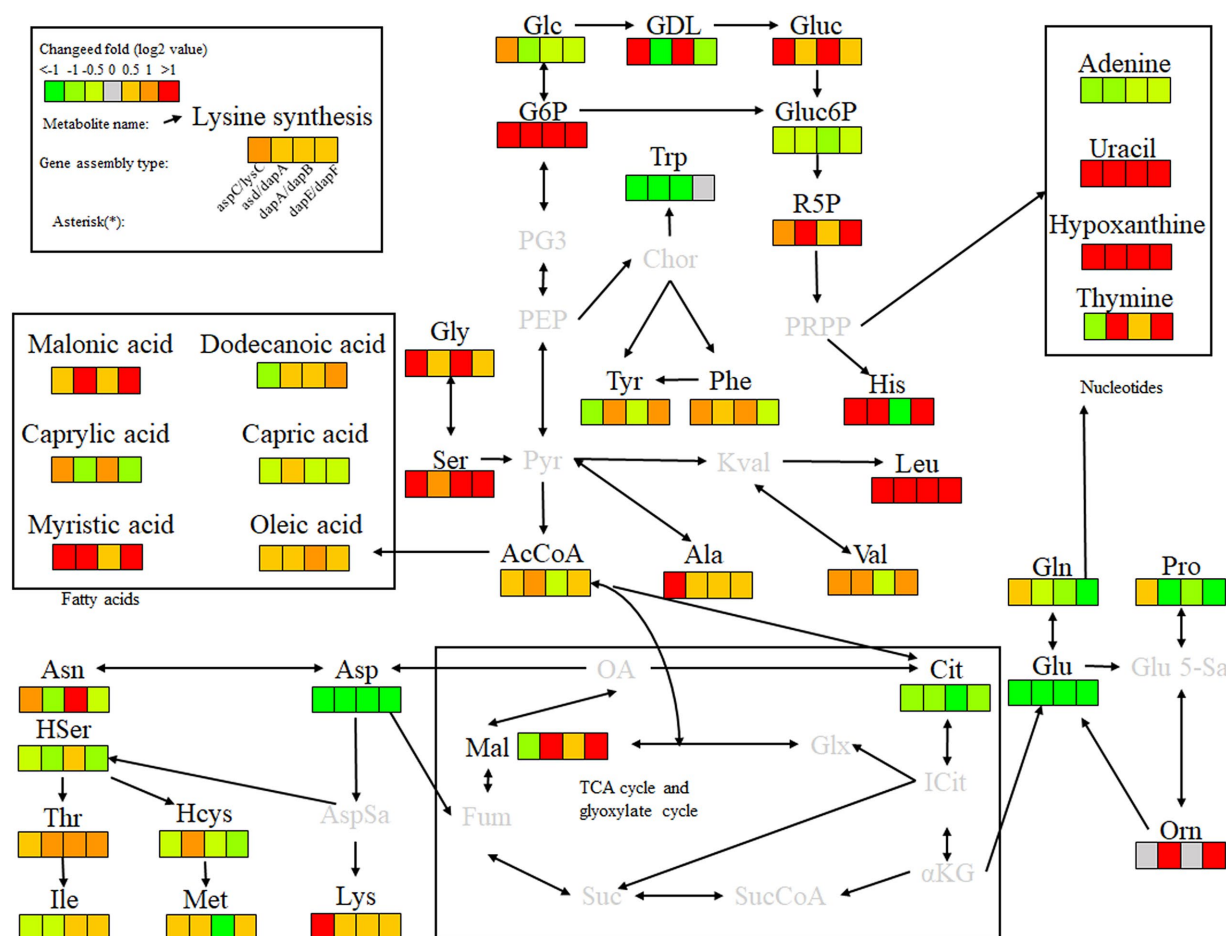 Changeed fold (log2 value)
<-1 -1 -0.5 0 0.5 1 >1
Metabolite name:
Lysine synthesis
Gene assembly type:
aspC/lysC
asd/dapA
dapA/dapB
dapE/dapF
Asterisk(*):
Glc
GDL
Gluc
G6P
Gluc6P
Trp
R5P
PG3
Chor
PEP
PRPP
Adenine
Uracil
Hypoxanthine
Thymine
Nucleotides
Malonic acid
Dodecanoic acid
Caprylic acid
Capric acid
Myristic acid
Oleic acid
Fatty acids
Gly
Tyr
Phe
His
Ser
Pyr
Kval
Leu
AcCoA
Ala
Val
Gln
Pro
Asn
Asp
OA
Cit
Glu
Glu 5-Sa
HSer
Mal
Glx
TCA cycle and
glyoxylate cycle
ICit
Thr
Hcys
AspSa
Fum
Orn
Ile
Met
Lys
Suc
SucCoA
αKG